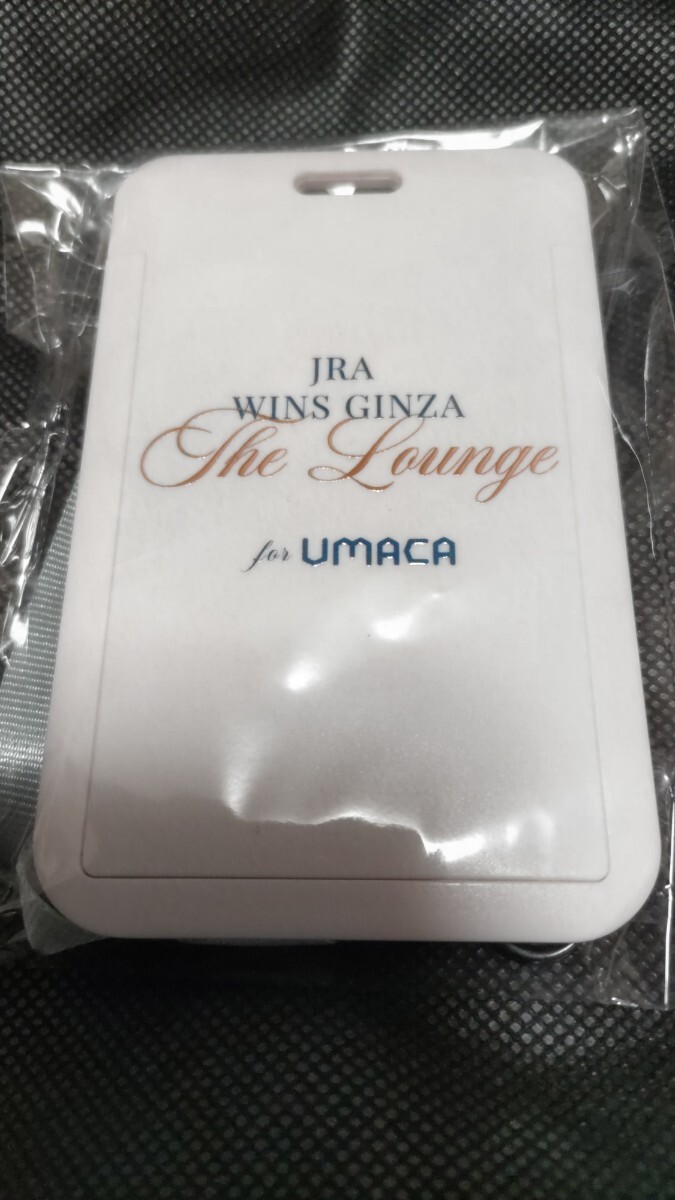 JRA
WINS GINZA
The Lounge
for UMACA